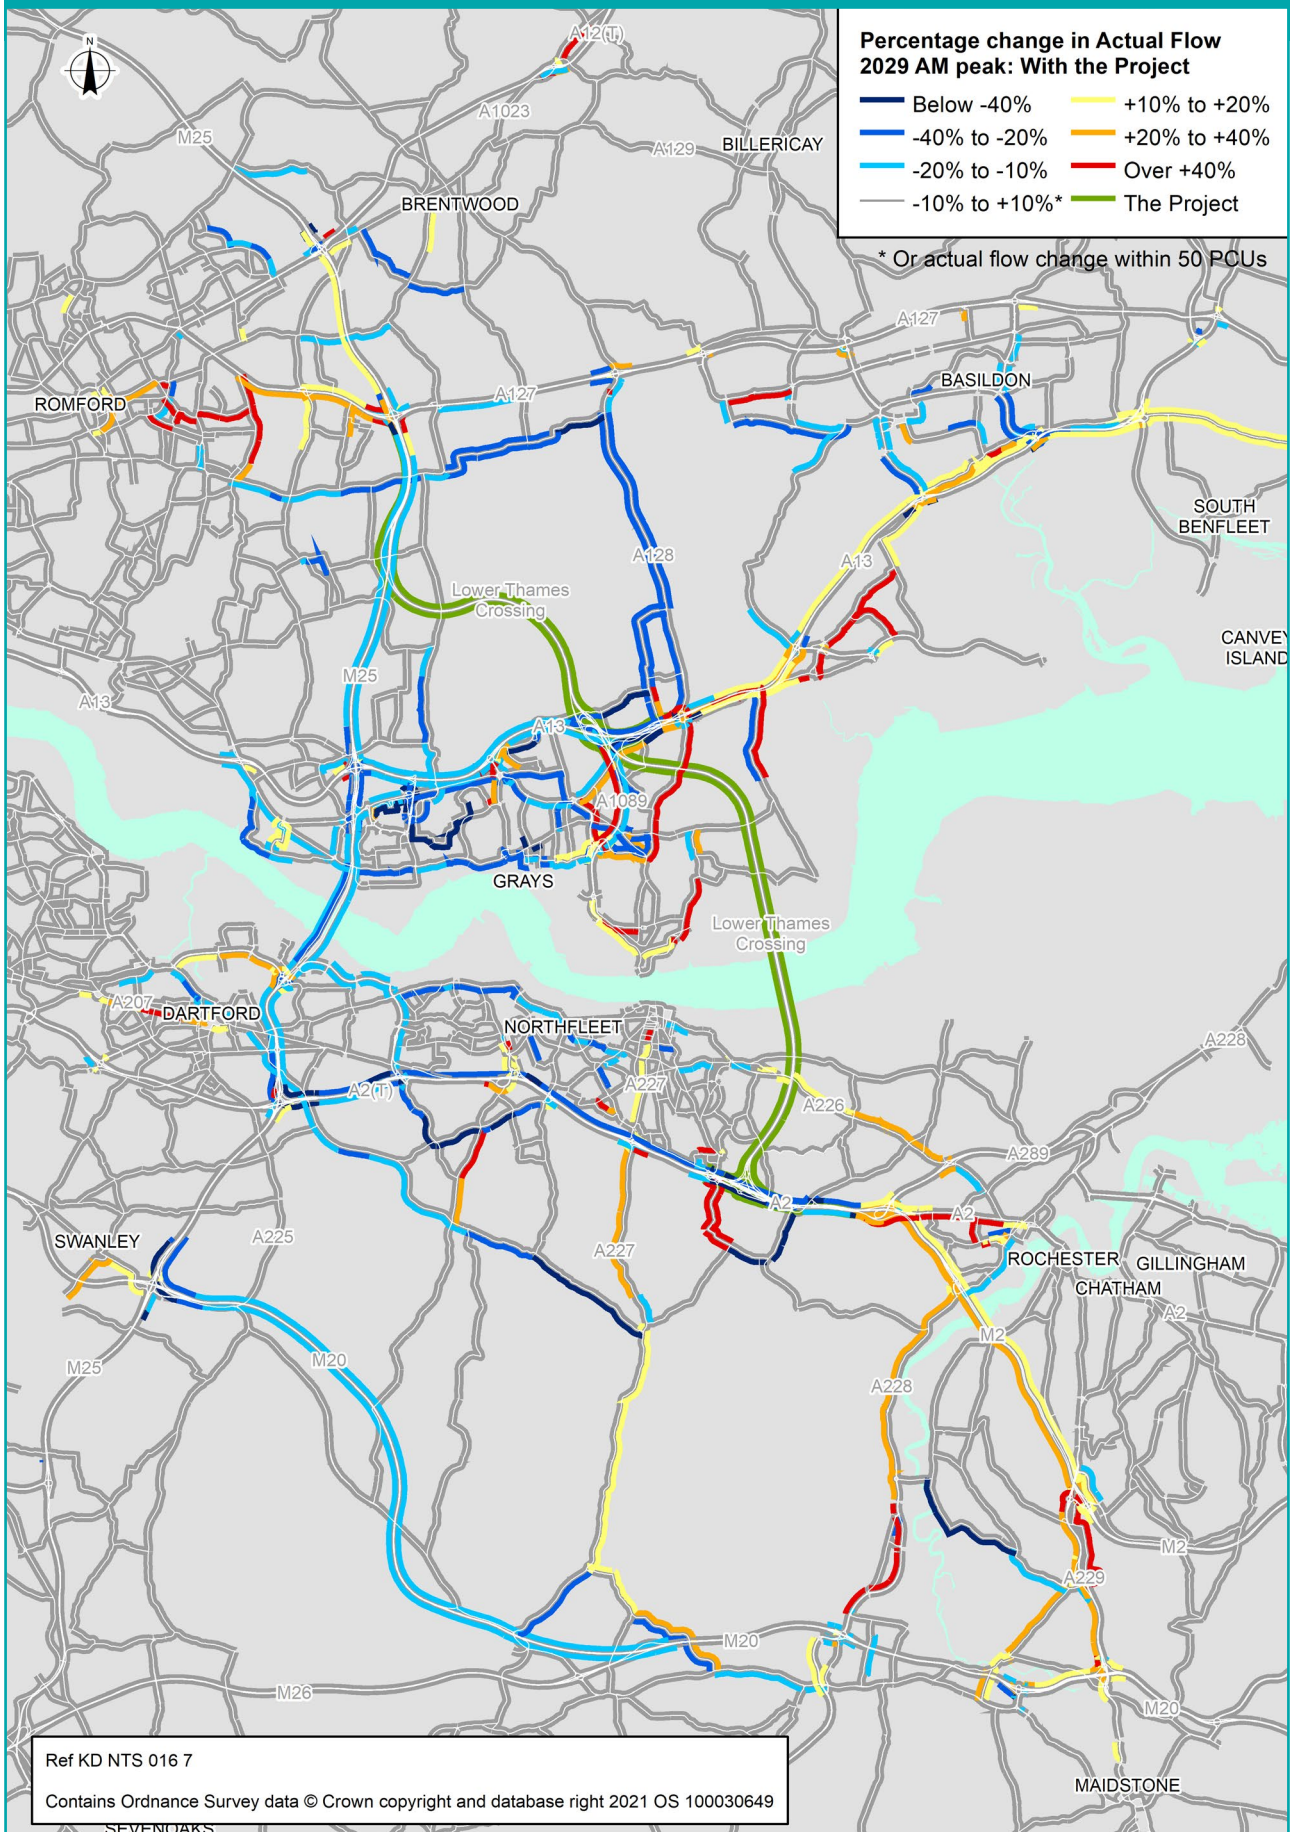 Percentage change in Actual Flow
2029 AM peak: With the Project
Below -40%
+10% to +20%
-40% to -20%
+20% to +40%
-20% to -10%
Over +40%
-10% to +10%*
The Project
* Or actual flow change within 50 PCUs
N
A12(T)
A1023
M25
A129
BILLERICAY
BRENTWOOD
A127
BASILDON
A127
ROMFORD
SOUTH
BENFLEET
A128
A13
Lower Thames
Crossing
CANVEY
ISLAND
M25
A13
A13
A1089
GRAYS
Lower Thames
Crossing
A207
DARTFORD
NORTHFLEET
A228
A2(T)
A227
A226
A289
A2
A2
SWANLEY
A225
A227
ROCHESTER
GILLINGHAM
CHATHAM
A2
M25
M20
M2
A228
M2
A229
M20
M26
M20
MAIDSTONE
Ref KD NTS 016 7
Contains Ordnance Survey data © Crown copyright and database right 2021 OS 100030649
SEVENOAKS